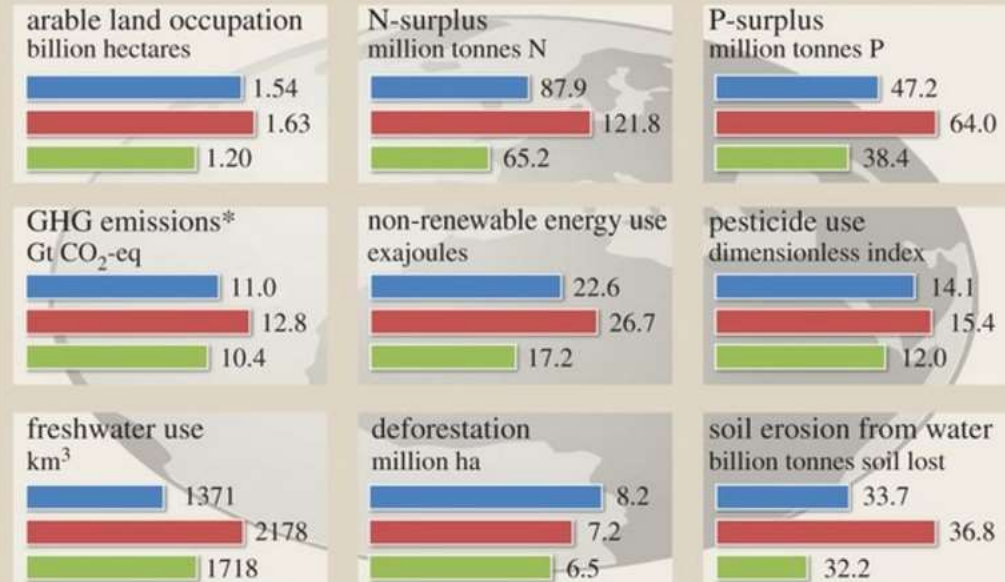 arable land occupation
billion hectares
1.54
1.63
1.20
N-surplus
million tonnes N
87.9
121.8
65.2
P-surplus
million tonnes P
47.2
64.0
38.4
GHG emissions*
Gt CO₂-eq
11.0
12.8
10.4
non-renewable energy use
exajoules
22.6
26.7
17.2
pesticide use
dimensionless index
14.1
15.4
12.0
freshwater use
km³
1371
2178
1718
deforestation
million ha
8.2
7.2
6.5
soil erosion from water
billion tonnes soil lost
33.7
36.8
32.2